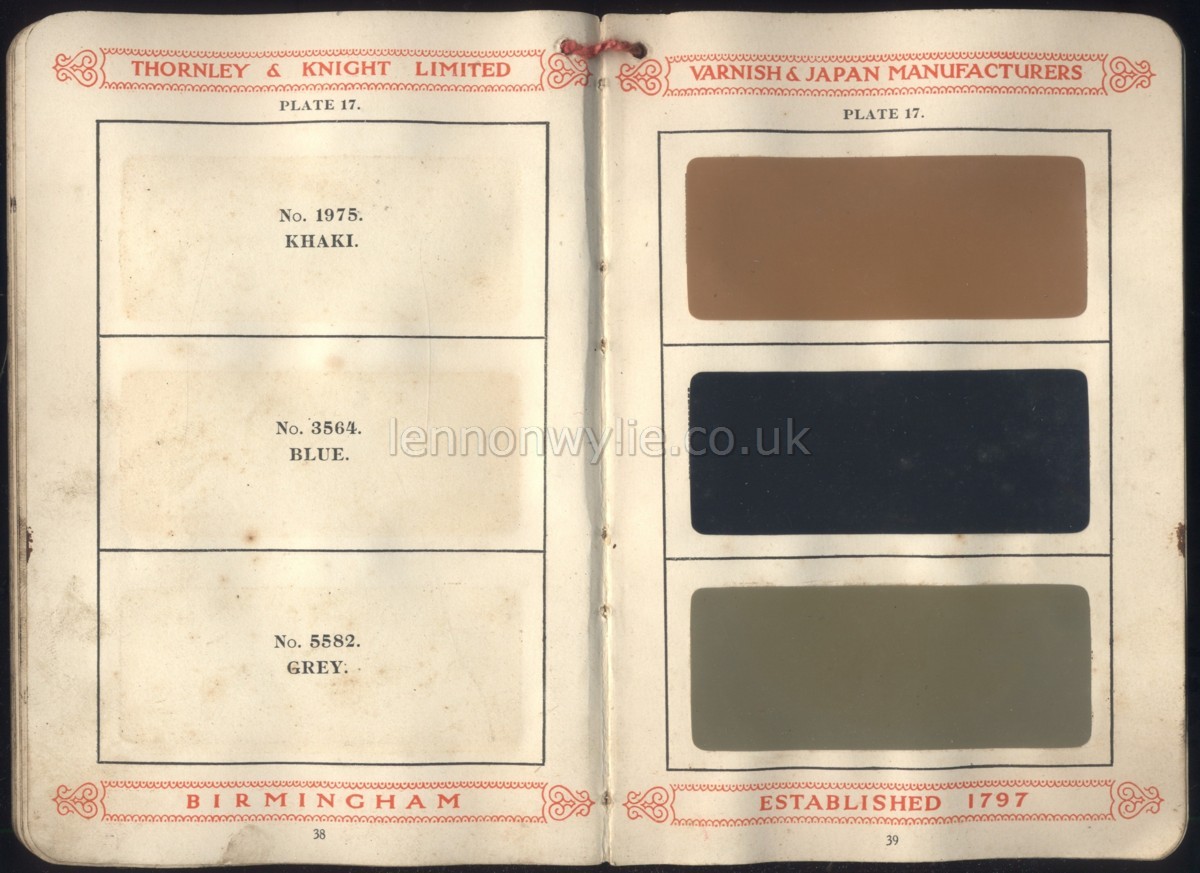 THORNLEY & KNIGHT LIMITED
PLATE 17.
No. 1975.
KHAKI.
No. 3564.
BLUE.
No. 5582.
GREY.
BIRMINGHAM
38
VARNISH & JAPAN MANUFACTURERS
PLATE 17.
ESTABLISHED 1797
39
lennonwylie.co.uk